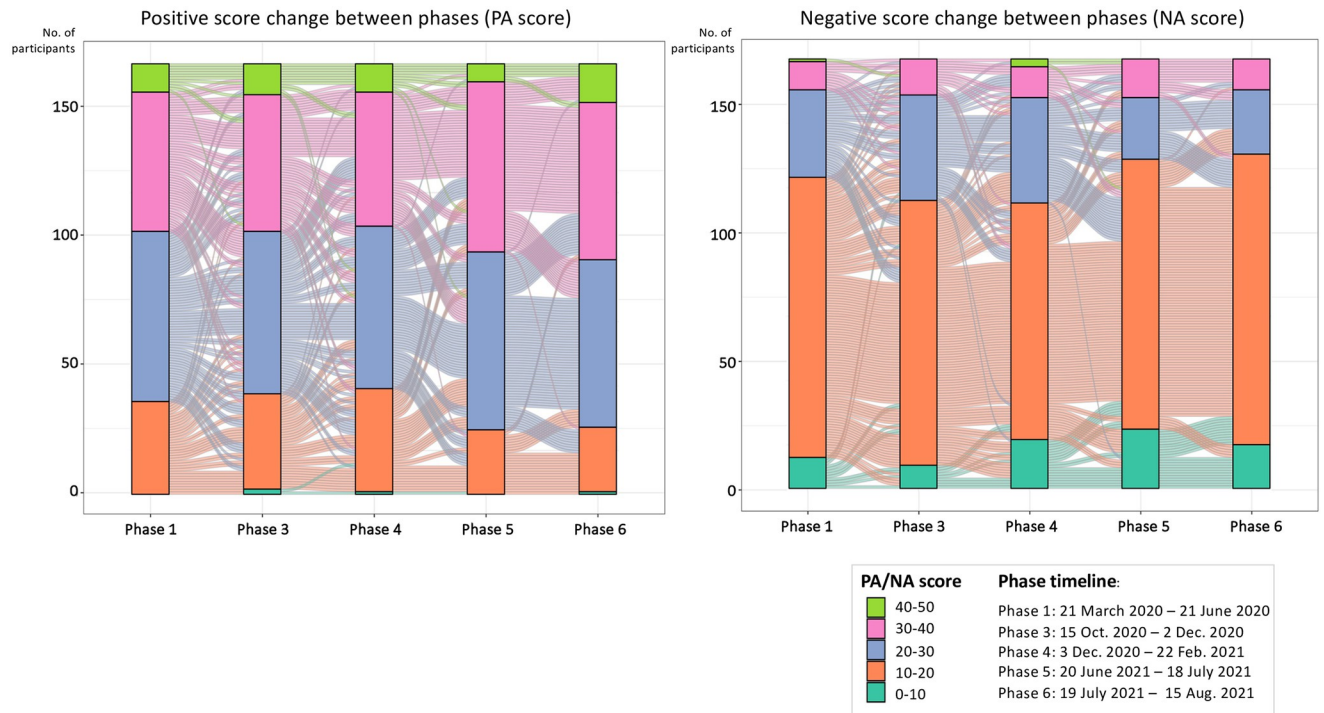 Positive score change between phases (PA score)
No. of
participants
150
100
50
0
Phase 1
Phase 3
Phase 4
Phase 5
Phase 6
Negative score change between phases (NA score)
No. of
participants
150
100
50
0
Phase 1
Phase 3
Phase 4
Phase 5
Phase 6
PA/NA score
40-50
30-40
20-30
10-20
0-10
Phase timeline:
Phase 1: 21 March 2020 – 21 June 2020
Phase 3: 15 Oct. 2020 – 2 Dec. 2020
Phase 4: 3 Dec. 2020 – 22 Feb. 2021
Phase 5: 20 June 2021 – 18 July 2021
Phase 6: 19 July 2021 – 15 Aug. 2021